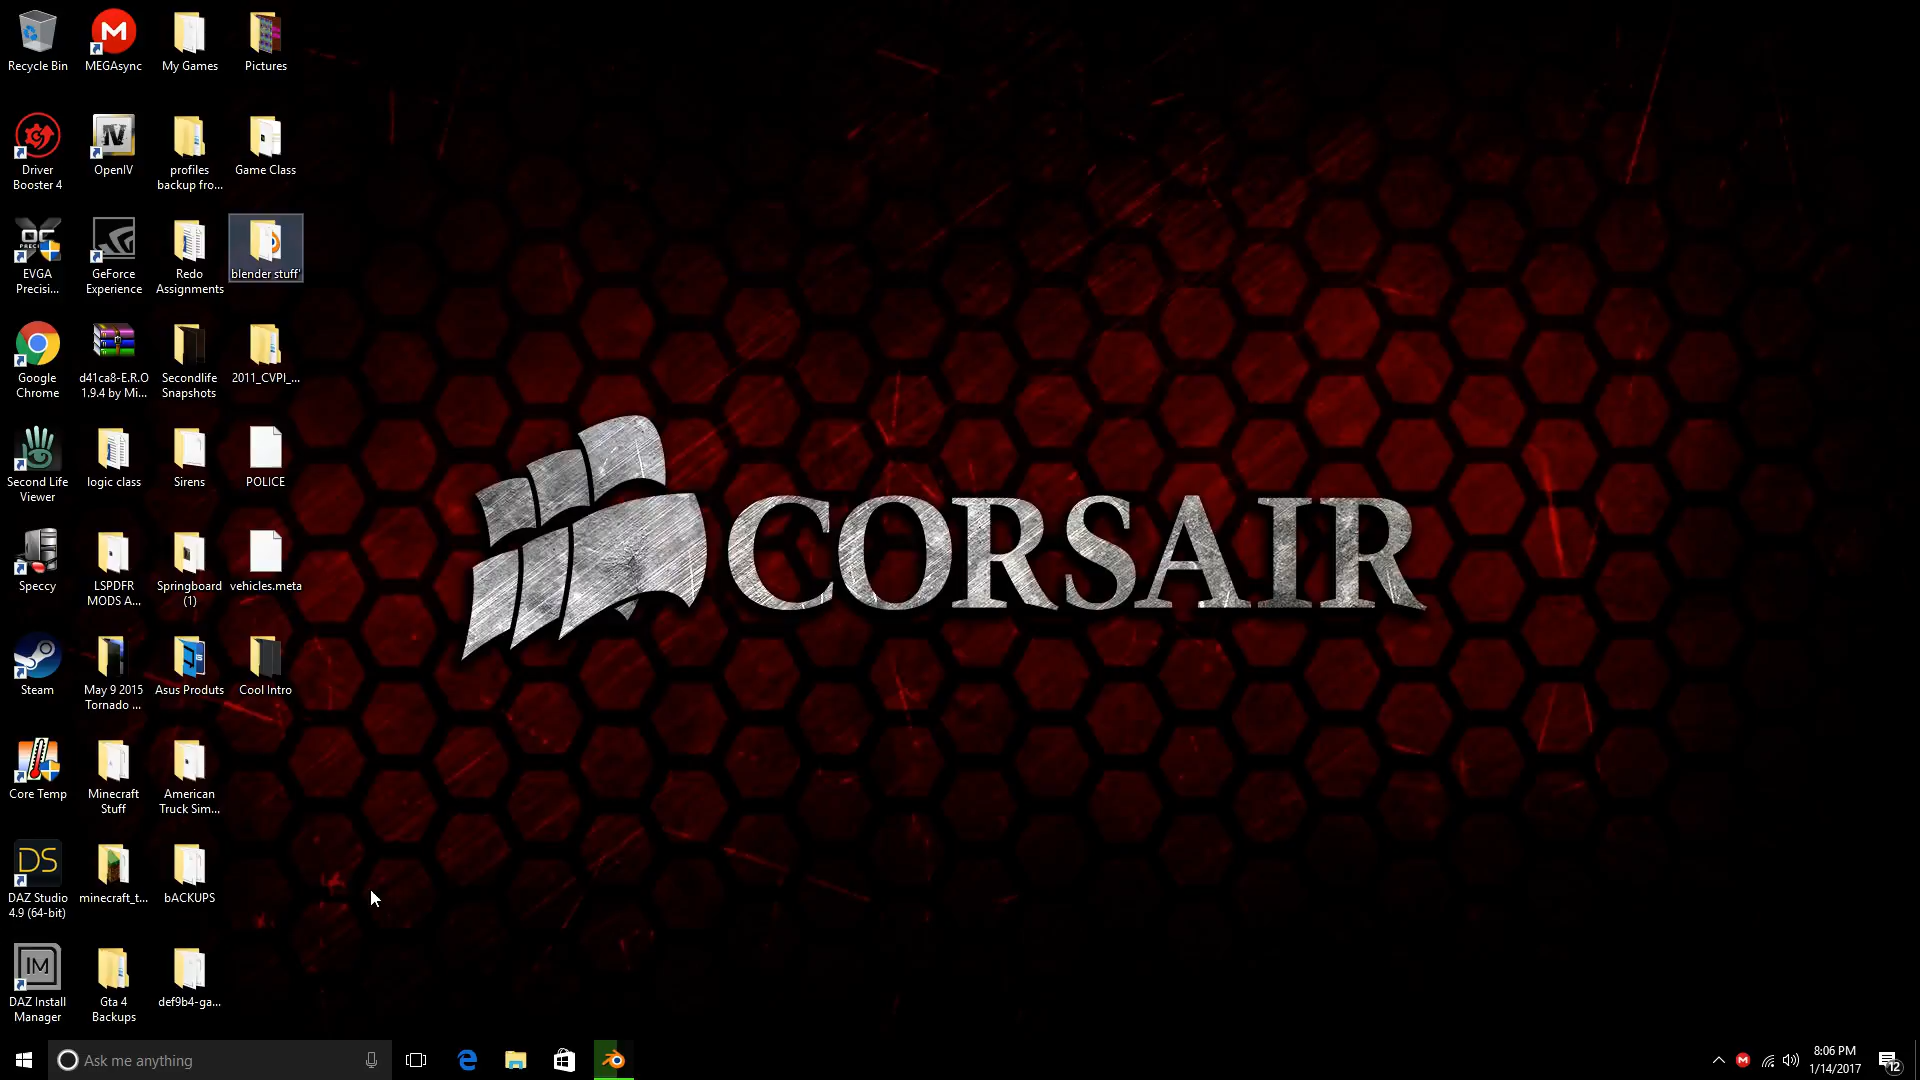 Recycle Bin
MEGAsync
My Games
Pictures
Driver
Booster 4
OpenIV
profiles
backup fro...
Game Class
EVGA
Precisi...
GeForce
Experience
Redo
Assignments
blender stuff'
Google
Chrome
d41ca8-E.R.O
1.9.4 by Mi...
Secondlife
Snapshots
2011_CVPI_...
Second Life
Viewer
logic class
Sirens
POLICE
Speccy
LSPDFR
MODS A...
Springboard
(1)
vehicles.meta
Steam
May 9 2015
Tornado ...
Asus Produts
Cool Intro
Core Temp
Minecraft
Stuff
American
Truck Sim...
DS
DAZ Studio
4.9 (64-bit)
minecraft_t...
bACKUPS
IM
DAZ Install
Manager
Gta 4
Backups
def9b4-ga...
CORSAIR
Ask me anything
8:06 PM
1/14/2017
12